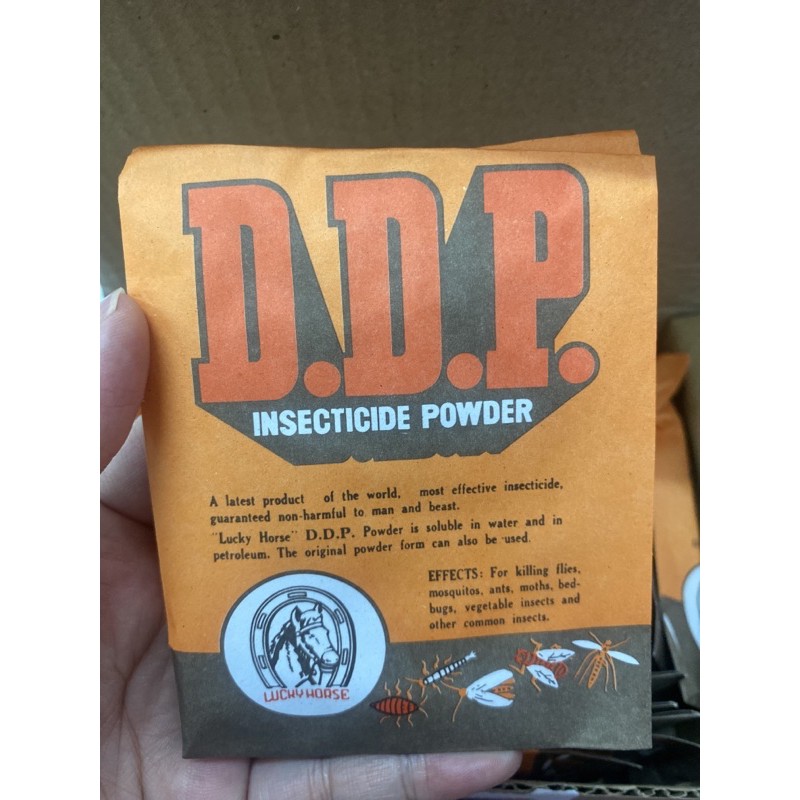 D.D.P.
INSECTICIDE POWDER
A latest product of the world, most effective insecticide,
guaranteed non-harmful to man and beast.
"Lucky Horse" D.D.P. Powder is soluble in water and in
petroleum. The original powder form can also be used.
EFFECTS: For killing flies,
mosquitos, ants, moths, bed-
bugs, vegetable insects and
other common insects.
LUCKY HORSE